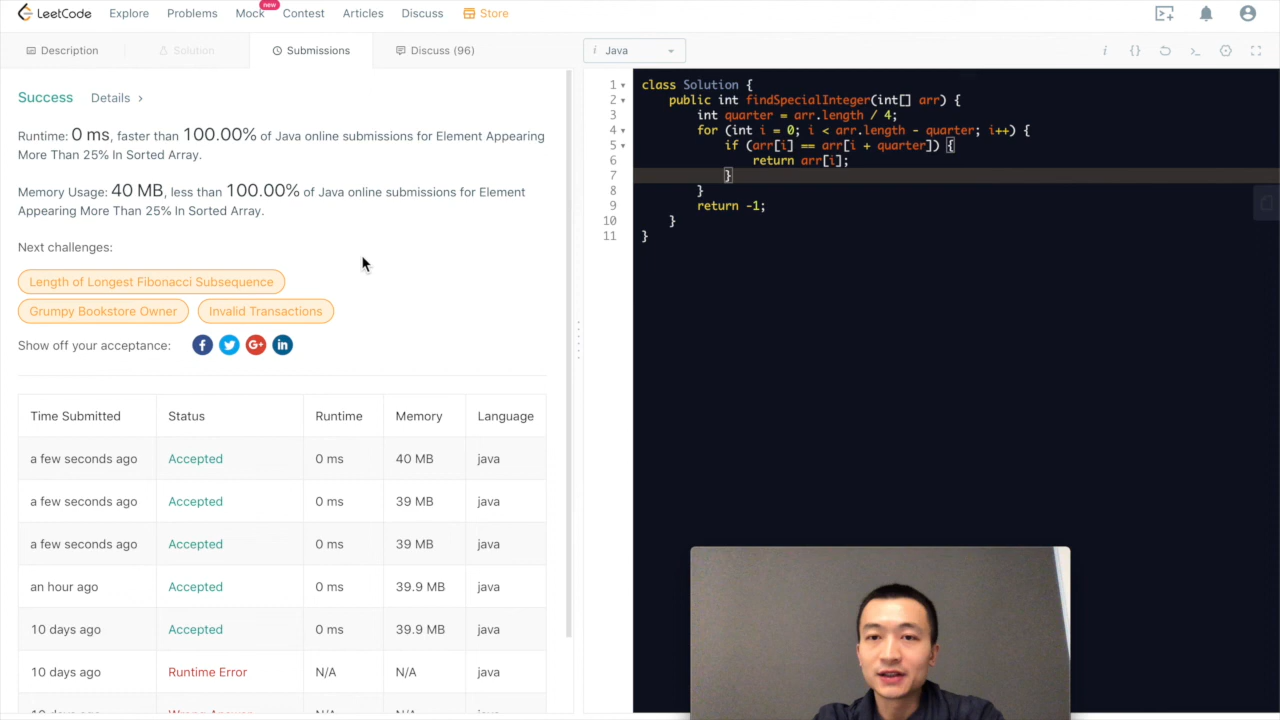 LeetCode
Explore
Problems
Mock
new
Contest
Articles
Discuss
Store
Description
Solution
Submissions
Discuss (96)
i Java
Success
Details ›
Runtime: 0 ms, faster than 100.00% of Java online submissions for Element Appearing
More Than 25% In Sorted Array.
Memory Usage: 40 MB, less than 100.00% of Java online submissions for Element
Appearing More Than 25% In Sorted Array.
Next challenges:
Length of Longest Fibonacci Subsequence
Grumpy Bookstore Owner
Invalid Transactions
Show off your acceptance:
f
G+
in
Time Submitted Status Runtime Memory Language
a few seconds ago Accepted 0 ms 40 MB java
a few seconds ago Accepted 0 ms 39 MB java
a few seconds ago Accepted 0 ms 39 MB java
an hour ago Accepted 0 ms 39.9 MB java
10 days ago Accepted 0 ms 39.9 MB java
10 days ago Runtime Error N/A N/A java
1 class Solution {
2 public int findSpecialInteger(int[] arr) {
3 int quarter = arr.length / 4;
4 for (int i = 0; i < arr.length - quarter; i++) {
5 if (arr[i] == arr[i + quarter]) {
6 return arr[i];
7 }
8 }
9 return -1;
10 }
11 }